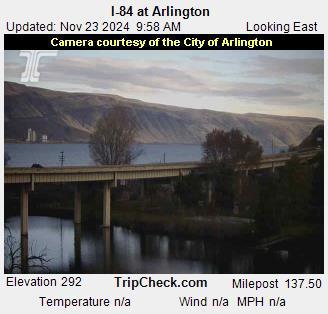 I-84 at Arlington
Updated: Nov 23 2024 9:58 AM Looking East
Camera courtesy of the City of Arlington
Elevation 292 TripCheck.com Milepost 137.50
Temperature n/a Wind n/a MPH n/a